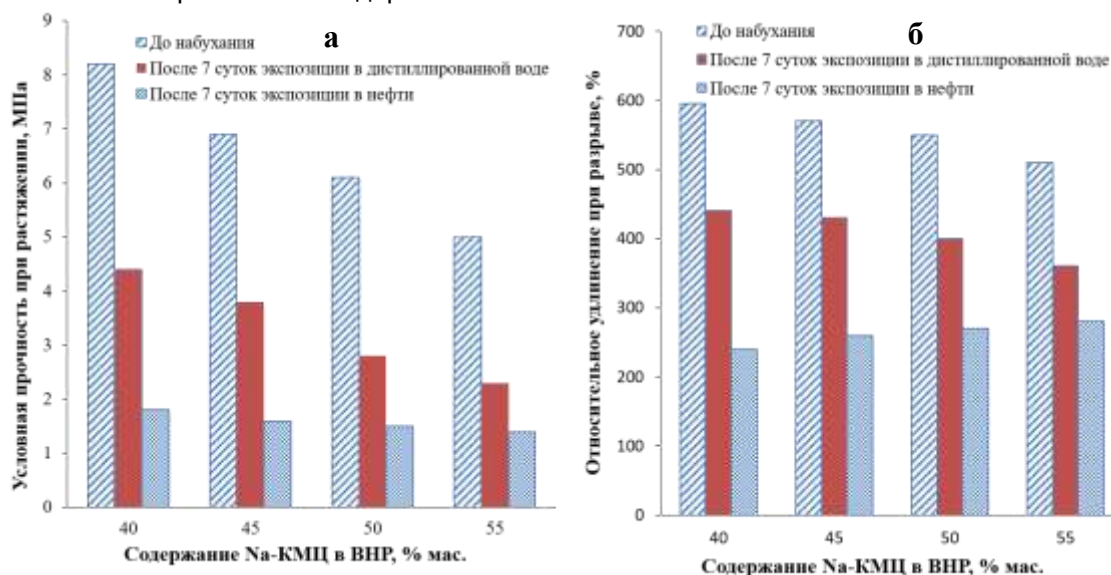 а
До набухания
После 7 суток экспозиции в дистиллированной воде
После 7 суток экспозиции в нефти
Условная прочность при растяжении, МПа
9
8
7
6
5
4
3
2
1
0
40 45 50 55
Содержание Na-КМЦ в ВНР, % мас.
б
До набухания
После 7 суток экспозиции в дистиллированной воде
После 7 суток экспозиции в нефти
Относительное удлинение при разрыве, %
700
600
500
400
300
200
100
0
40 45 50 55
Содержание Na-КМЦ в ВНР, % мас.